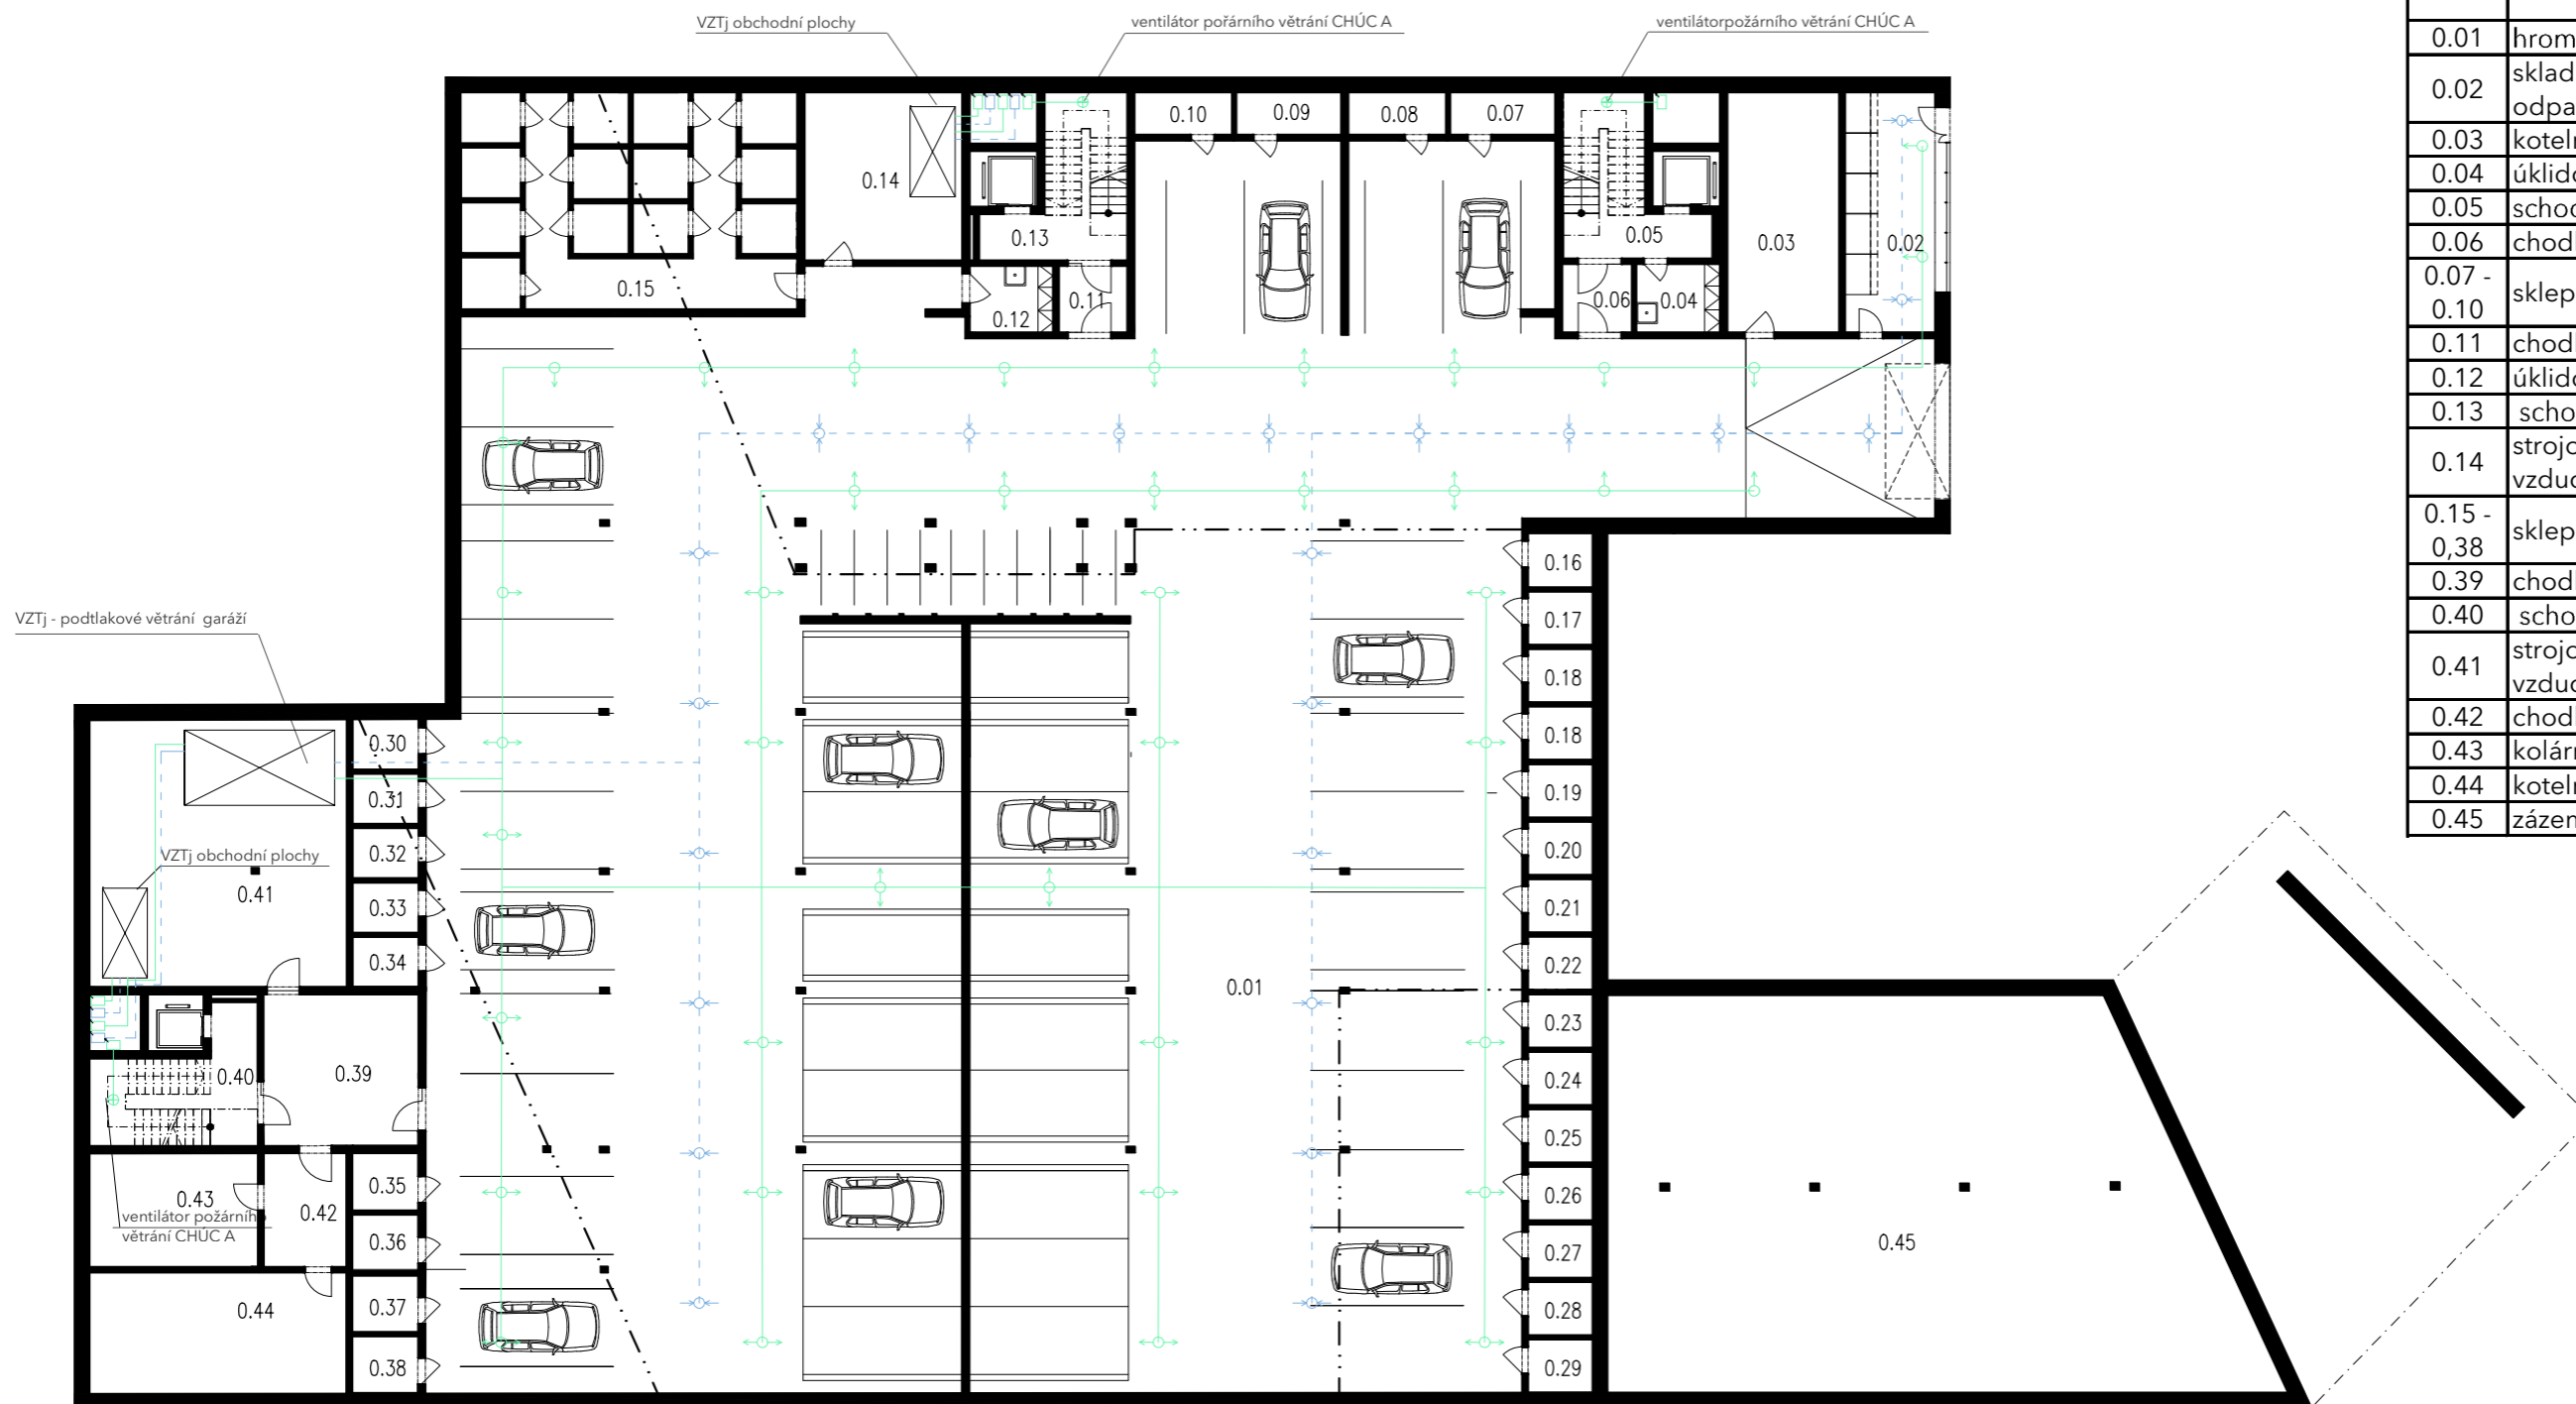 VZTj obchodní plochy
ventilátor pořárního větrání CHÚC A
ventilátorpožárního větrání CHÚC A
0.10
0.09
0.08
0.07
0.14
0.13
0.05
0.03
0.02
0.15
0.12
0.11
0.06
0.04
0.16
0.17
0.18
0.18
0.19
0.20
0.21
0.22
0.23
0.24
0.25
0.26
0.27
0.28
0.29
VZTj - podtlakové větrání garáží
0.30
0.31
0.32
0.33
0.34
VZTj obchodní plochy
0.41
0.01
0.40
0.39
0.43
0.42
ventilátor požárního
větrání CHÚC A
0.35
0.36
0.37
0.38
0.44
0.45
0.01 hrom
0.02 sklad
odpa
0.03 koteln
0.04 úklido
0.05 schod
0.06 chod
0.07 -
0.10 sklep
0.11 chod
0.12 úklido
0.13 scho
0.14 strojo
vzduc
0.15 -
0,38 sklep
0.39 chod
0.40 scho
0.41 strojo
vzduc
0.42 chod
0.43 kolárn
0.44 koteln
0.45 zázen